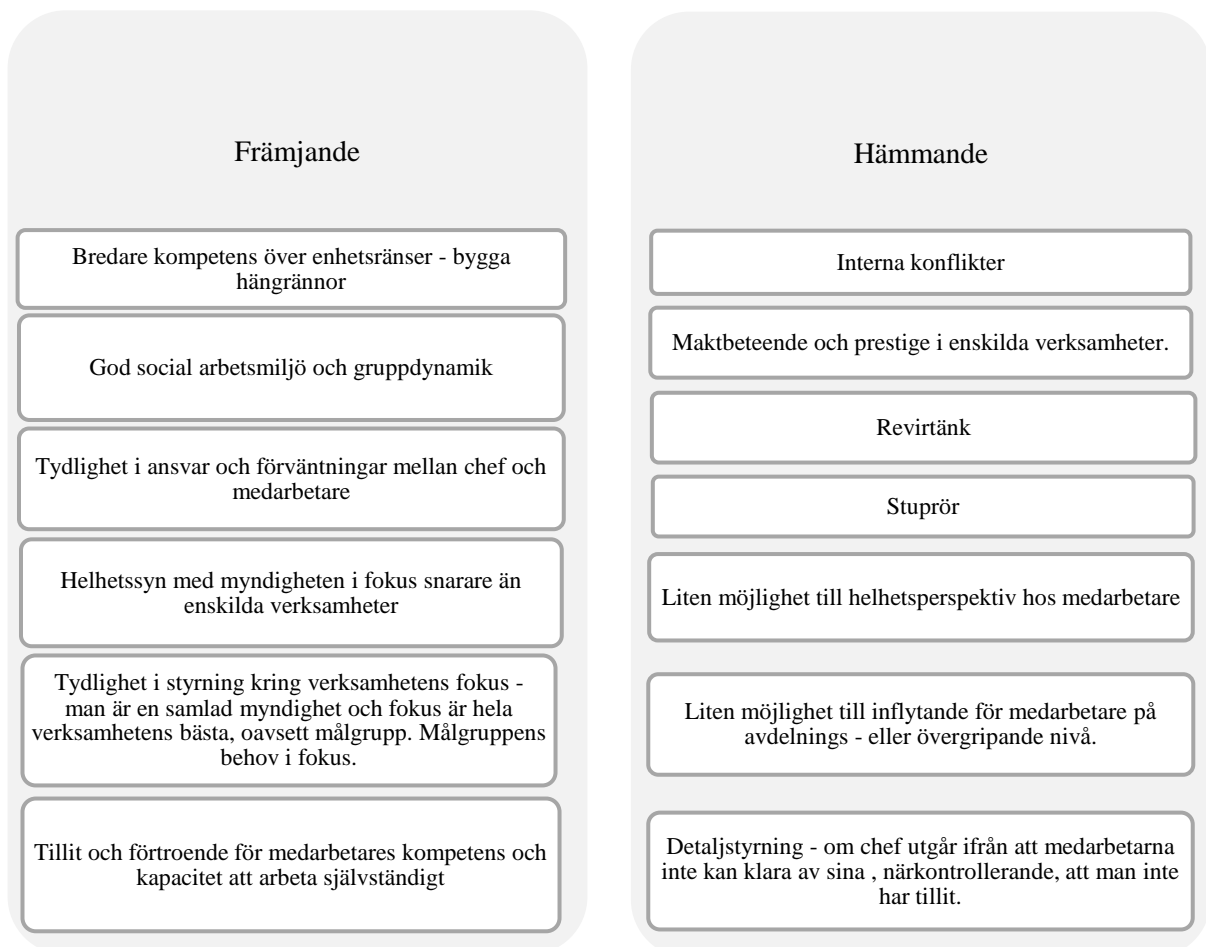 Främjande
Bredare kompetens över enhetsränser - bygga
hängrännor
God social arbetsmiljö och gruppdynamik
Tydlighet i ansvar och förväntningar mellan chef och
medarbetare
Helhetssyn med myndigheten i fokus snarare än
enskilda verksamheter
Tydlighet i styrning kring verksamhetens fokus -
man är en samlad myndighet och fokus är hela
verksamhetens bästa, oavsett målgrupp. Målgruppens
behov i fokus.
Tillit och förtroende för medarbetares kompetens och
kapacitet att arbeta självständigt
Hämmande
Interna konflikter
Maktbeteende och prestige i enskilda verksamheter.
Revirtänk
Stuprör
Liten möjlighet till helhetsperspektiv hos medarbetare
Liten möjlighet till inflytande för medarbetare på
avdelnings - eller övergripande nivå.
Detaljstyrning - om chef utgår ifrån att medarbetarna
inte kan klara av sina , närkontrollerande, att man inte
har tillit.